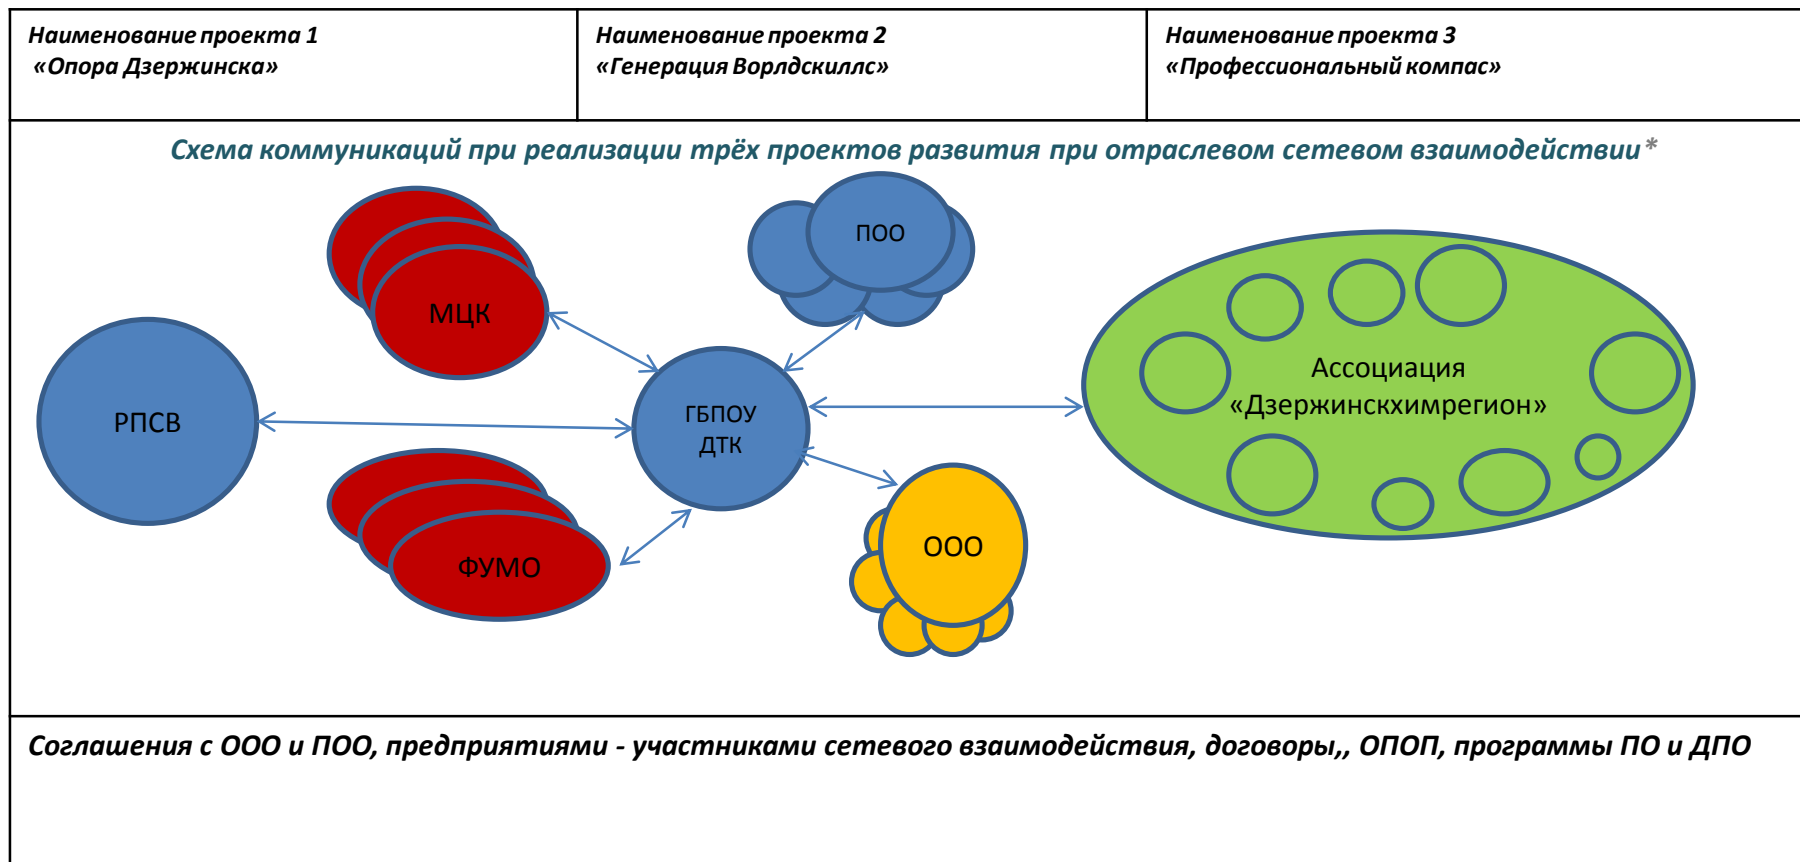 Наименование проекта 1
«Опора Дзержинска»
Наименование проекта 2
«Генерация Ворлдскиллс»
Наименование проекта 3
«Профессиональный компас»
Схема коммуникаций при реализации трёх проектов развития при отраслевом сетевом взаимодействии*
ПОО
МЦК
РПСВ
ГБПОУ
ДТК
Ассоциация
«Дзержинскхимрегион»
ФУМО
ООО
Соглашения с ООО и ПОО, предприятиями - участниками сетевого взаимодействия, договоры,, ОПОП, программы ПО и ДПО